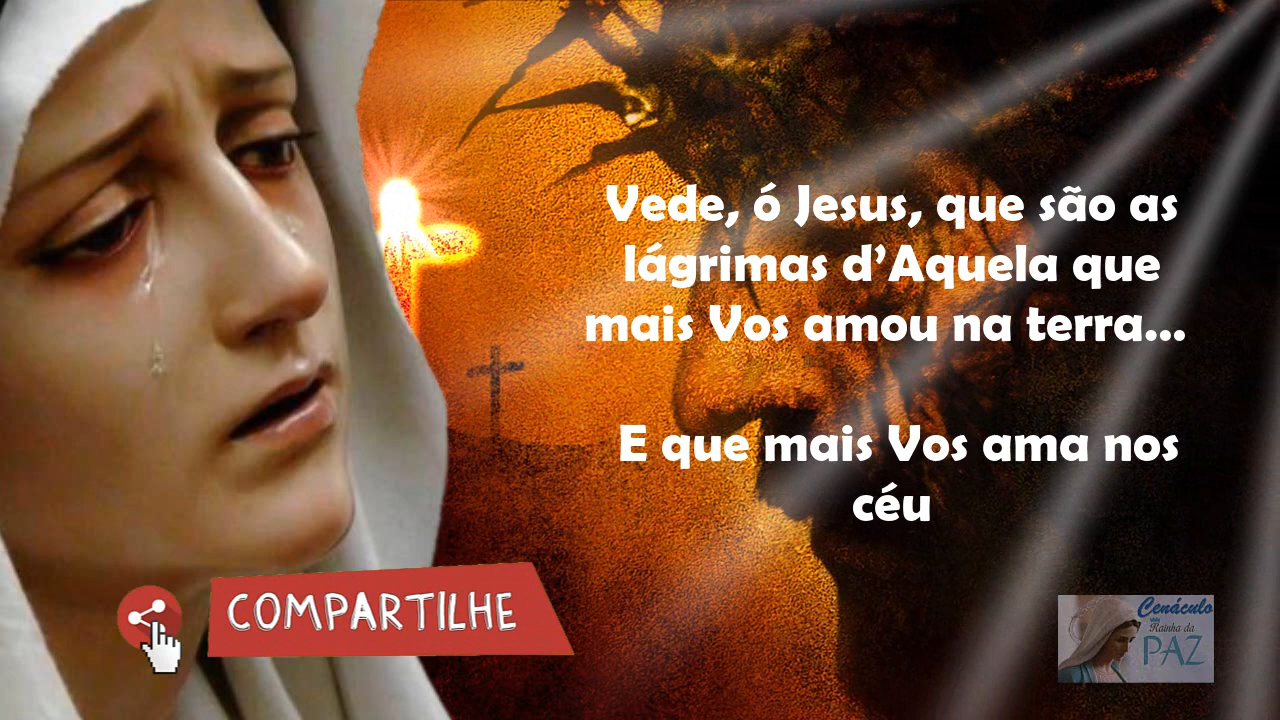 Vede, ó Jesus, que são as
lágrimas d’Aquela que
mais Vos amou na terra...
E que mais Vos ama nos
céu
COMPARTILHE
Cenáculo
Rainha da
PAZ